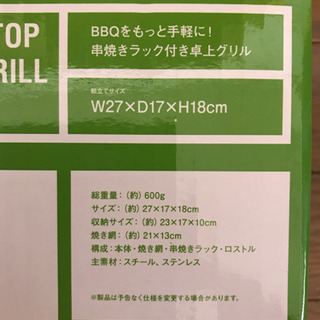 TOP
RILL
BBQをもっと手軽に!
串焼きラック付き卓上グリル
組立てサイズ
W27×D17×H18cm
総重量：(約) 600g
サイズ：(約) 27×17×18cm
収納サイズ：(約) 23×17×10cm
焼き網：(約) 21×13cm
構成：本体・焼き網・串焼きラック・ロストル
主素材：スチール、ステンレス
※製品は予告なく仕様を変更する場合が御座います。